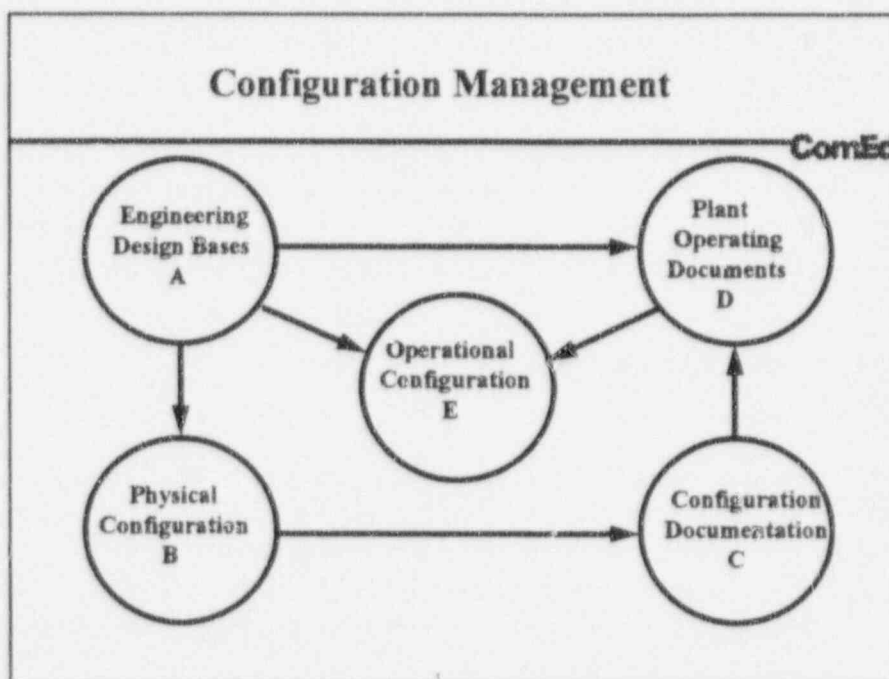 Configuration Management
ComEd
Engineering
Design Bases
A
Plant
Operating
Documents
D
Operational
Configuration
E
Physical
Configuration
B
Configuration
Documentation
C